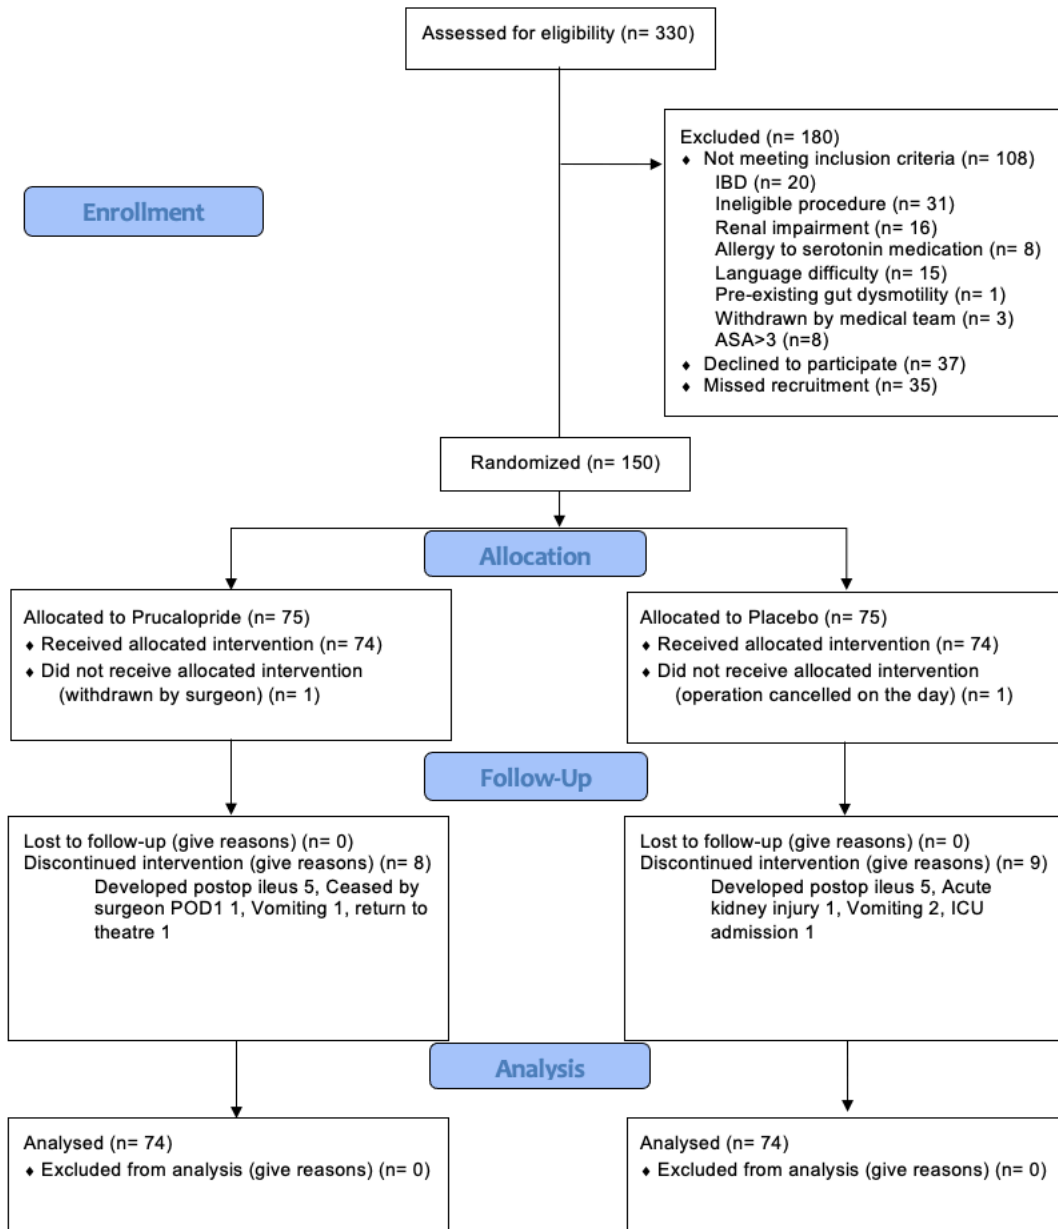 Assessed for eligibility (n= 330)
Excluded (n= 180)
♦ Not meeting inclusion criteria (n= 108)
IBD (n= 20)
Ineligible procedure (n= 31)
Renal impairment (n= 16)
Allergy to serotonin medication (n= 8)
Language difficulty (n= 15)
Pre-existing gut dysmotility (n= 1)
Withdrawn by medical team (n= 3)
ASA>3 (n=8)
♦ Declined to participate (n= 37)
♦ Missed recruitment (n= 35)
Enrollment
Randomized (n= 150)
Allocation
Allocated to Prucalopride (n= 75)
♦ Received allocated intervention (n= 74)
♦ Did not receive allocated intervention
(withdrawn by surgeon) (n= 1)
Allocated to Placebo (n= 75)
♦ Received allocated intervention (n= 74)
♦ Did not receive allocated intervention
(operation cancelled on the day) (n= 1)
Follow-Up
Lost to follow-up (give reasons) (n= 0)
Discontinued intervention (give reasons) (n= 8)
Developed postop ileus 5, Ceased by
surgeon POD1 1, Vomiting 1, return to
theatre 1
Lost to follow-up (give reasons) (n= 0)
Discontinued intervention (give reasons) (n= 9)
Developed postop ileus 5, Acute
kidney injury 1, Vomiting 2, ICU
admission 1
Analysis
Analysed (n= 74)
♦ Excluded from analysis (give reasons) (n= 0)
Analysed (n= 74)
♦ Excluded from analysis (give reasons) (n= 0)